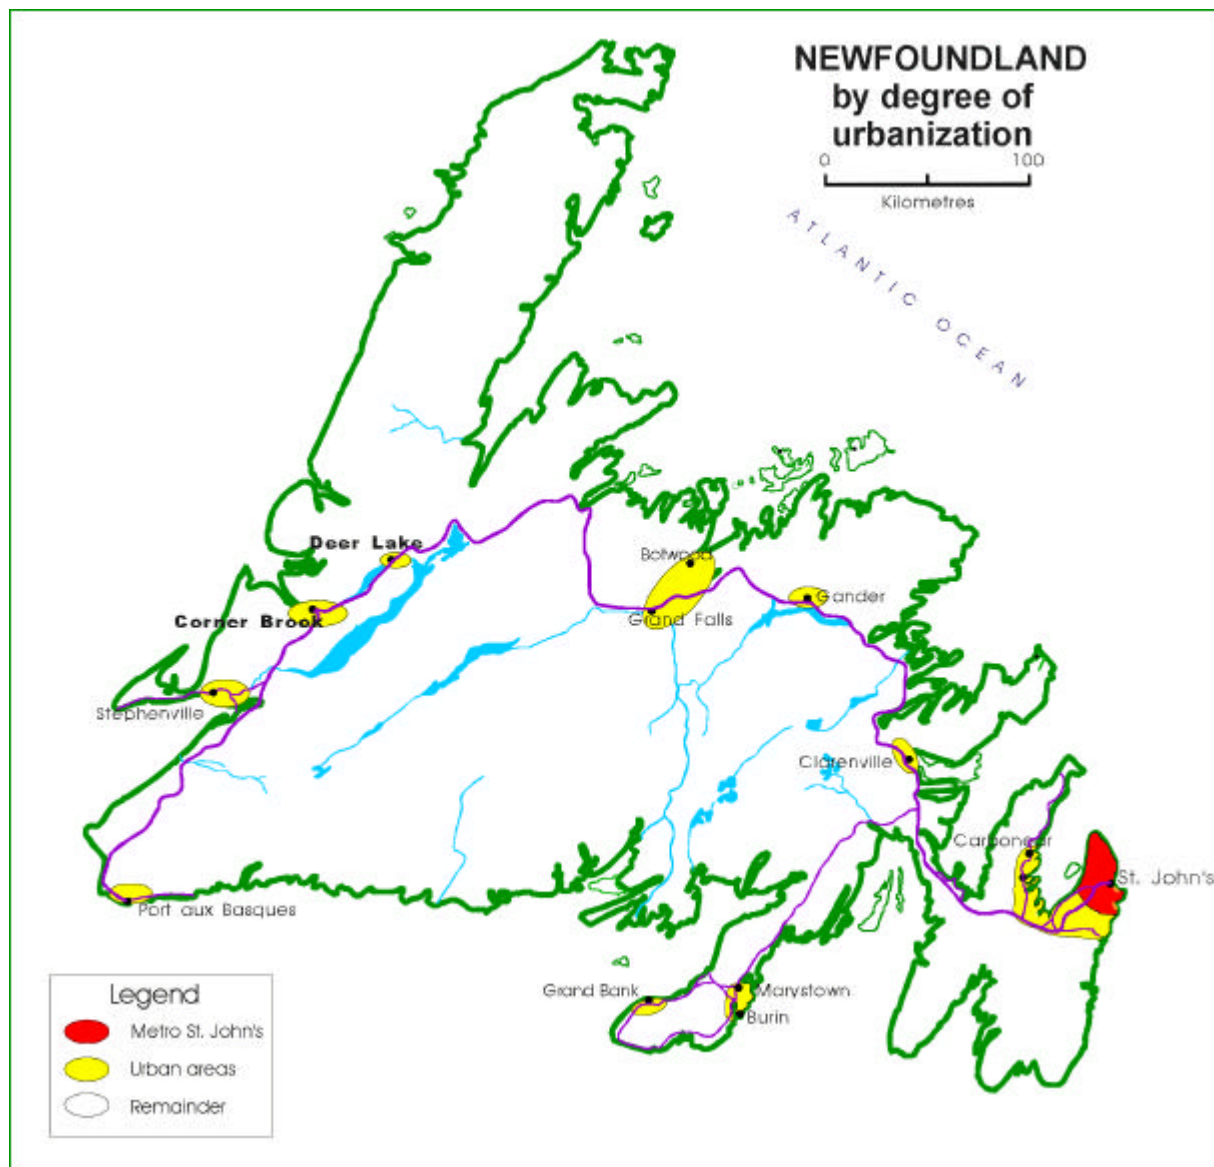 NEWFOUNDLAND
by degree of
urbanization
0 100
Kilometres
ATLANTIC OCEAN
Deer Lake
Botwood
Corner Brook
Grand Falls
Gander
Stephenville
Clarenville
Carbonear
St. John's
Port aux Basques
Grand Bank
Marystown
Burin
Legend
Metro St. John's
Urban areas
Remainder